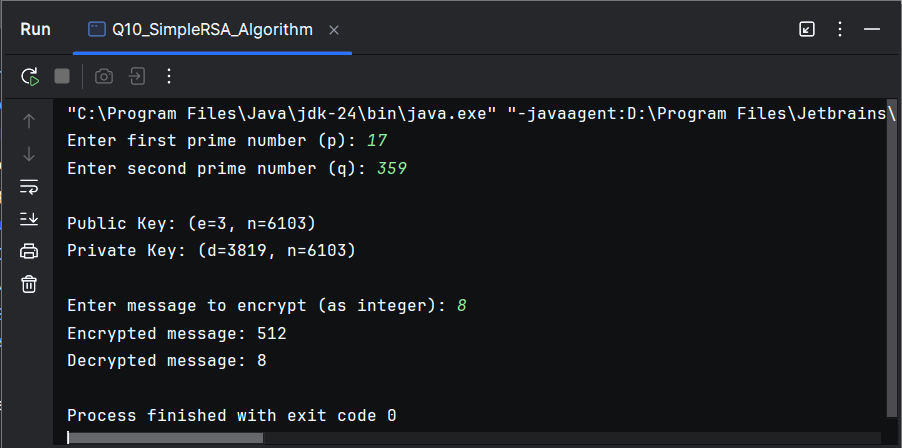 Run Q10_SimpleRSA_Algorithm
"C:\Program Files\Java\jdk-24\bin\java.exe" "-javaagent:D:\Program Files\Jetbrains\
Enter first prime number (p): 17
Enter second prime number (q): 359
Public Key: (e=3, n=6103)
Private Key: (d=3819, n=6103)
Enter message to encrypt (as integer): 8
Encrypted message: 512
Decrypted message: 8
Process finished with exit code 0